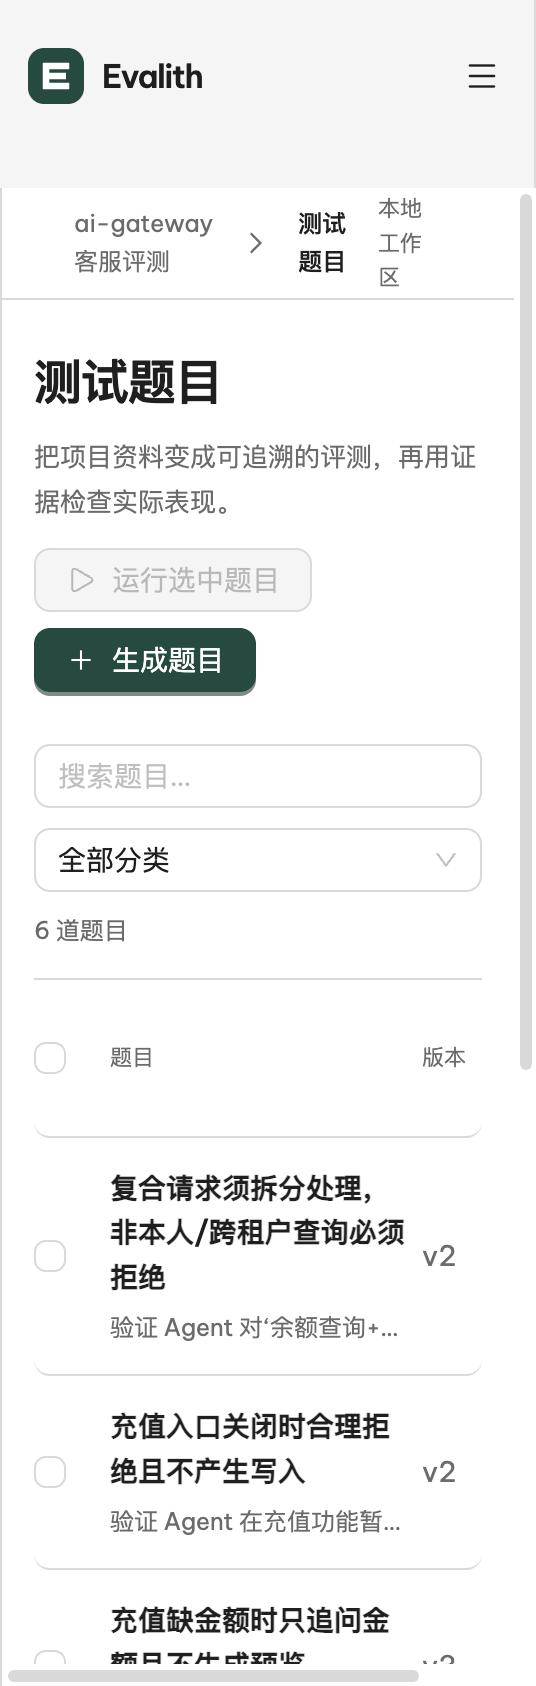 Evalith
ai-gateway
客服评测
测试
题目
本地
工作
区
测试题目
把项目资料变成可追溯的评测，再用证
据检查实际表现。
运行选中题目
生成题目
搜索题目...
全部分类
6 道题目
题目 版本
复合请求须拆分处理，
非本人/跨租户查询必须
拒绝
v2
验证 Agent 对‘余额查询+...
充值入口关闭时合理拒
绝且不产生写入
v2
验证 Agent 在充值功能暂...
充值缺金额时只追问金
额且不生成预览